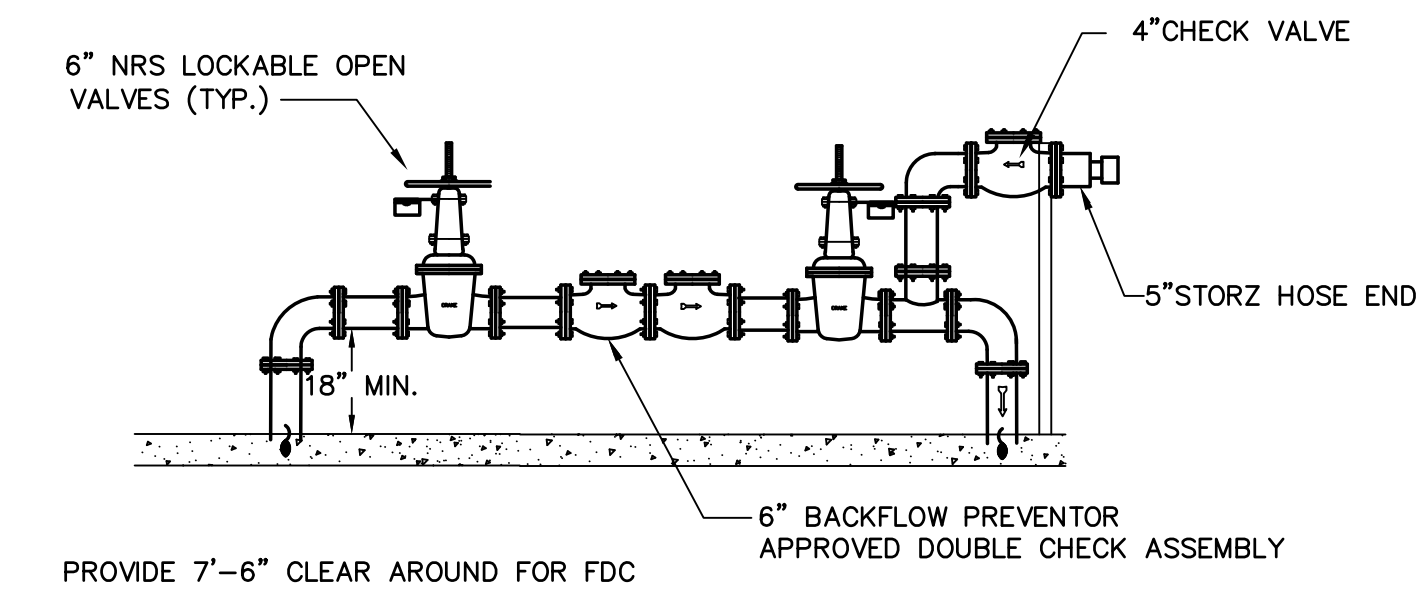 4”CHECK VALVE
6” NRS LOCKABLE OPEN
VALVES (TYP.)
5”STORZ HOSE END
18” MIN.
6” BACKFLOW PREVENTOR
APPROVED DOUBLE CHECK ASSEMBLY
PROVIDE 7’–6” CLEAR AROUND FOR FDC